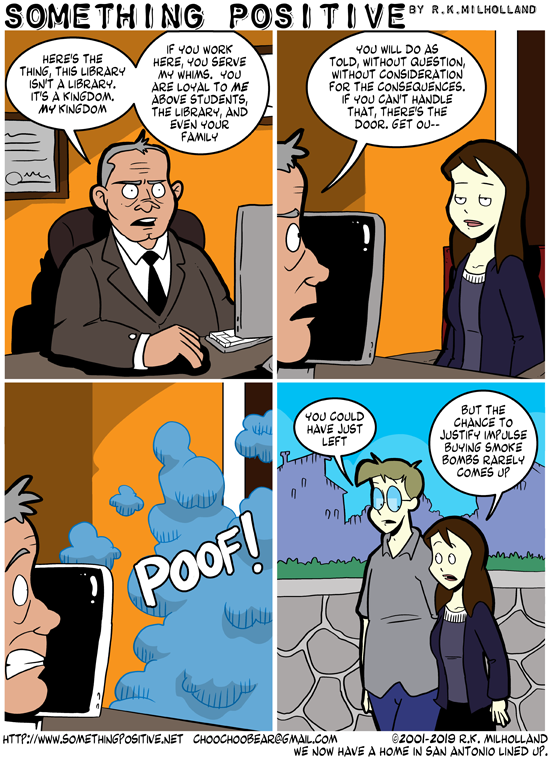 SOMETHING POSITIVE BY R.K.MILHOLLAND
HERE'S THE
THING, THIS LIBRARY
ISN'T A LIBRARY.
IT'S A KINGDOM.
MY KINGDOM
IF YOU WORK
HERE, YOU SERVE
MY WHIMS. YOU
ARE LOYAL TO ME
ABOVE STUDENTS,
THE LIBRARY, AND
EVEN YOUR
FAMILY
YOU WILL DO AS
TOLD, WITHOUT QUESTION,
WITHOUT CONSIDERATION
FOR THE CONSEQUENCES.
IF YOU CAN'T HANDLE
THAT, THERE'S THE
DOOR. GET OU--
POOF!
YOU COULD
HAVE JUST
LEFT
BUT THE
CHANCE TO
JUSTIFY IMPULSE
BUYING SMOKE
BOMBS RARELY
COMES UP
HTTP://WWW.SOMETHINGPOSITIVE.NET CHOOCHOOBEAR@GMAIL.COM ©2001-2019 R.K. MILHOLLAND
WE NOW HAVE A HOME IN SAN ANTONIO LINED UP.